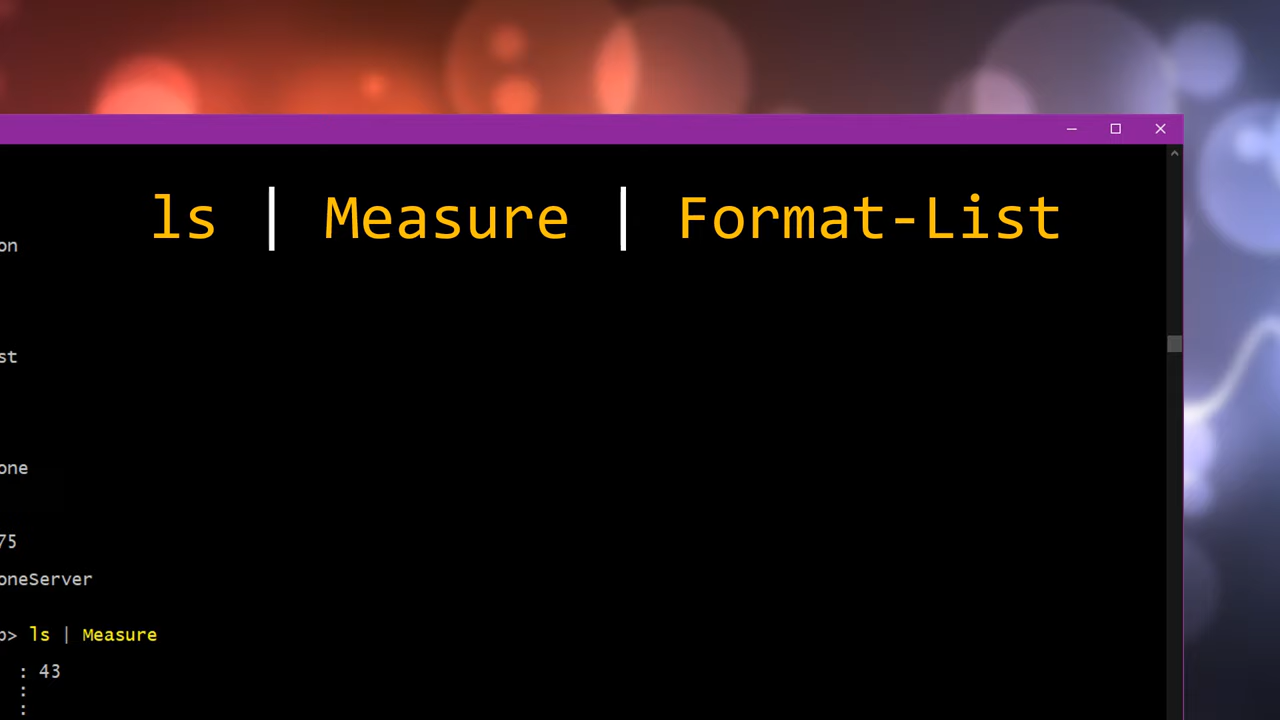 ls | Measure | Format-List
on
st
one
75
oneServer
> ls | Measure
: 43
:
: